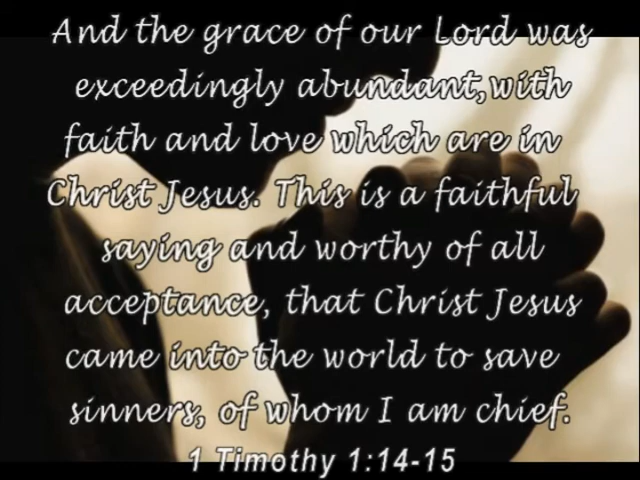 And the grace of our Lord was
exceedingly abundant, with
faith and love which are in
Christ Jesus. This is a faithful
saying and worthy of all
acceptance, that Christ Jesus
came into the world to save
sinners, of whom I am chief.
1 Timothy 1:14-15